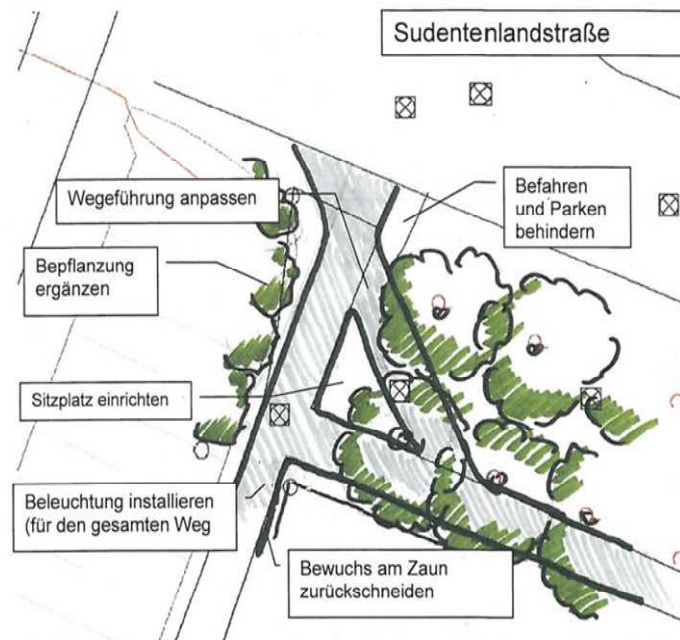 Sudentenlandstraße
Wegeführung anpassen
Befahren
und Parken
behindern
Bepflanzung
ergänzen
Sitzplatz einrichten
Beleuchtung installieren
(für den gesamten Weg
Bewuchs am Zaun
zurückschneiden